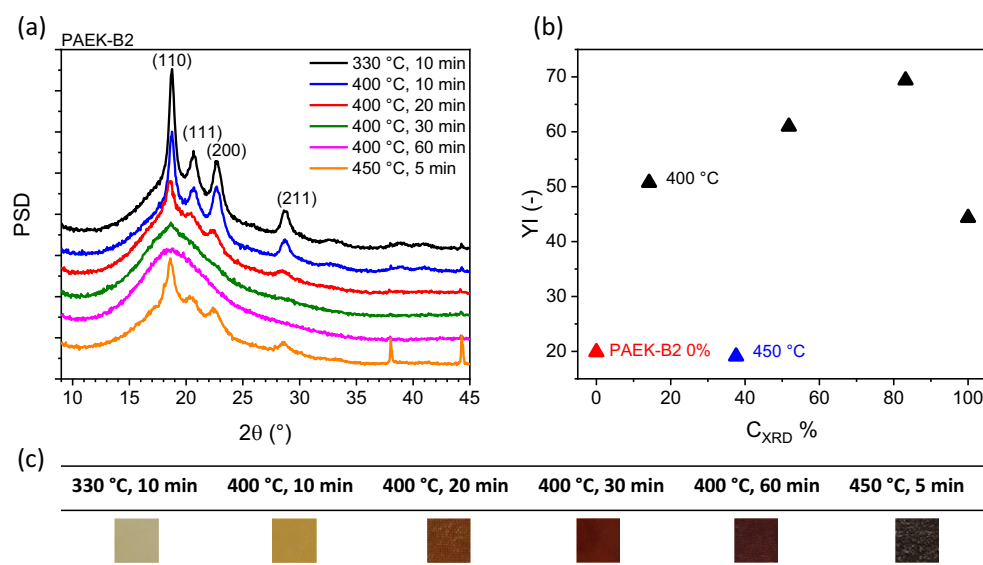 (a)
PAEK-B2
(110)
(111)
(200)
(211)
330 °C, 10 min
400 °C, 10 min
400 °C, 20 min
400 °C, 30 min
400 °C, 60 min
450 °C, 5 min
PSD
10 15 20 25 30 35 40 45
2θ (°)
(b)
YI (-)
70
60
50
40
30
20
400 °C
PAEK-B2 0%
450 °C
0 20 40 60 80 100
C_XRD %
(c)
330 °C, 10 min 400 °C, 10 min 400 °C, 20 min 400 °C, 30 min 400 °C, 60 min 450 °C, 5 min